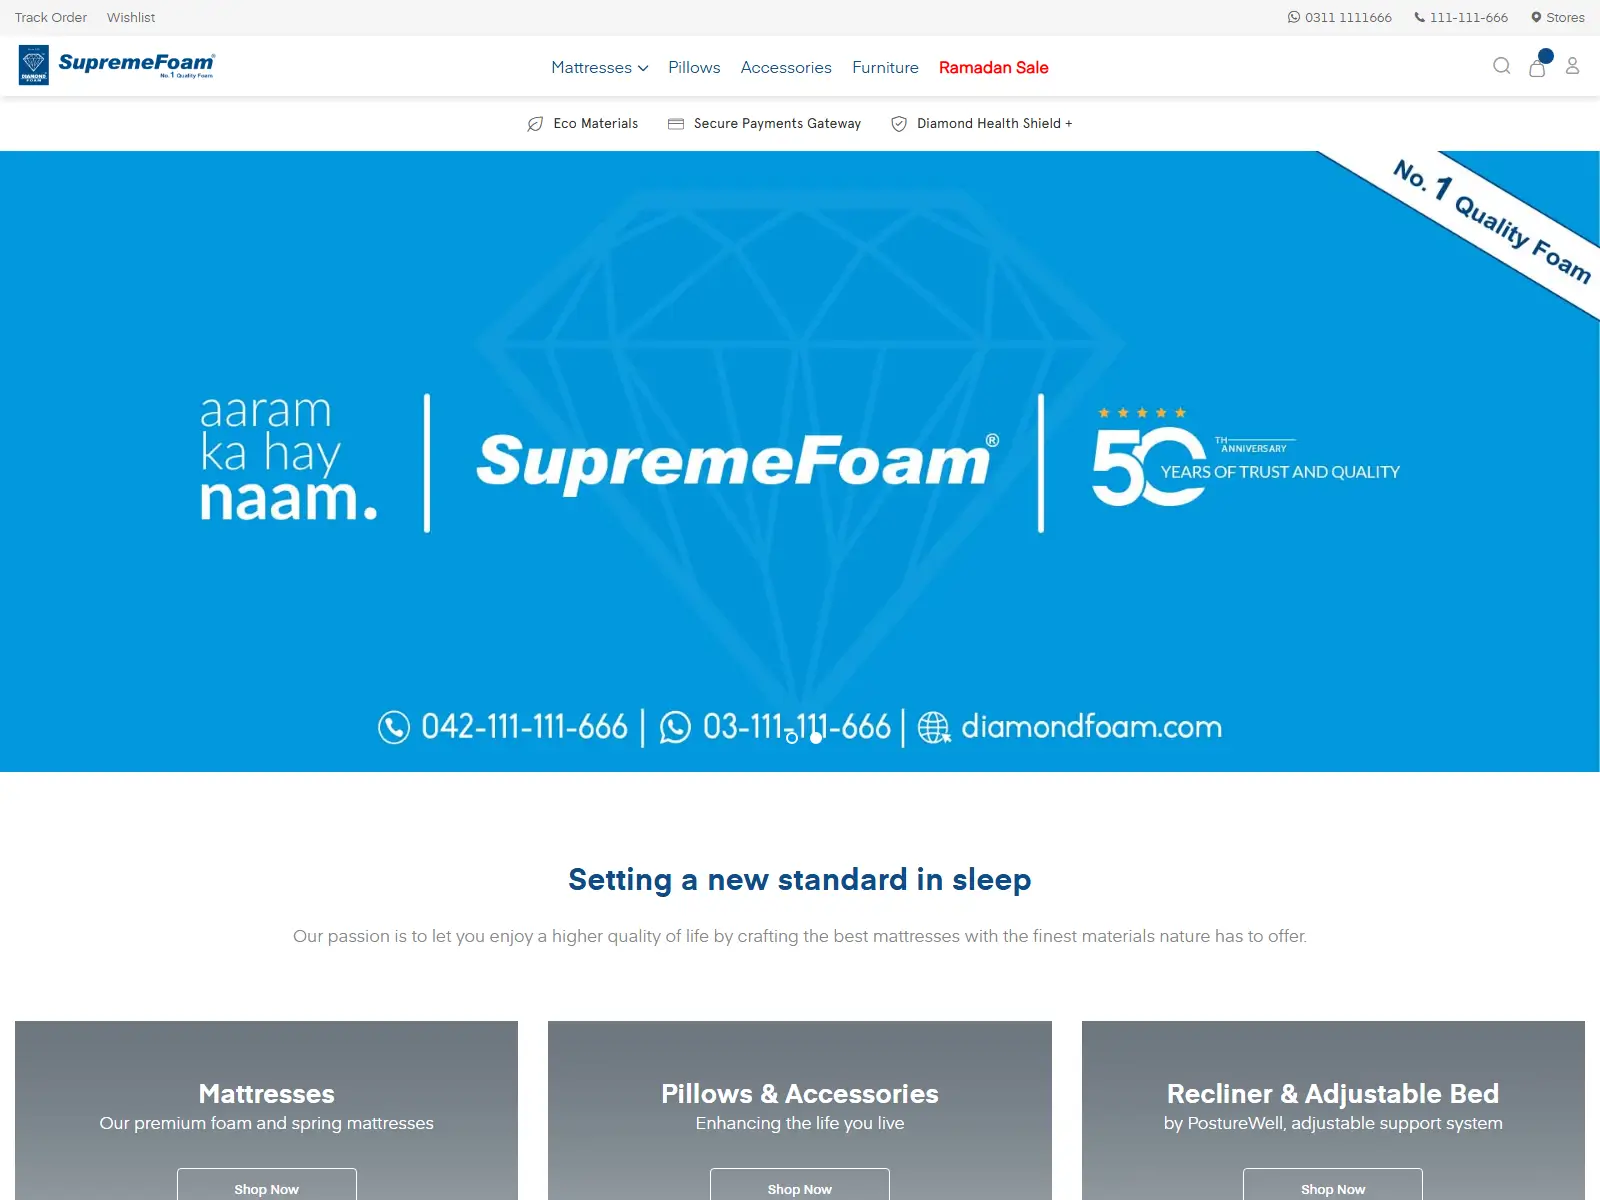 Track Order Wishlist
0311 1111666 111-111-666 Stores
DIAMOND
FOAM
SupremeFoam®
No.1 Quality Foam
Mattresses Pillows Accessories Furniture Ramadan Sale
Eco Materials Secure Payments Gateway Diamond Health Shield +
No. 1 Quality Foam
aaram
ka hay
naam.
SupremeFoam®
50 TH ANNIVERSARY
YEARS OF TRUST AND QUALITY
042-111-111-666 | 03-111-111-666 | diamondfoam.com
Setting a new standard in sleep
Our passion is to let you enjoy a higher quality of life by crafting the best mattresses with the finest materials nature has to offer.
Mattresses
Our premium foam and spring mattresses
Shop Now
Pillows & Accessories
Enhancing the life you live
Shop Now
Recliner & Adjustable Bed
by PostureWell, adjustable support system
Shop Now